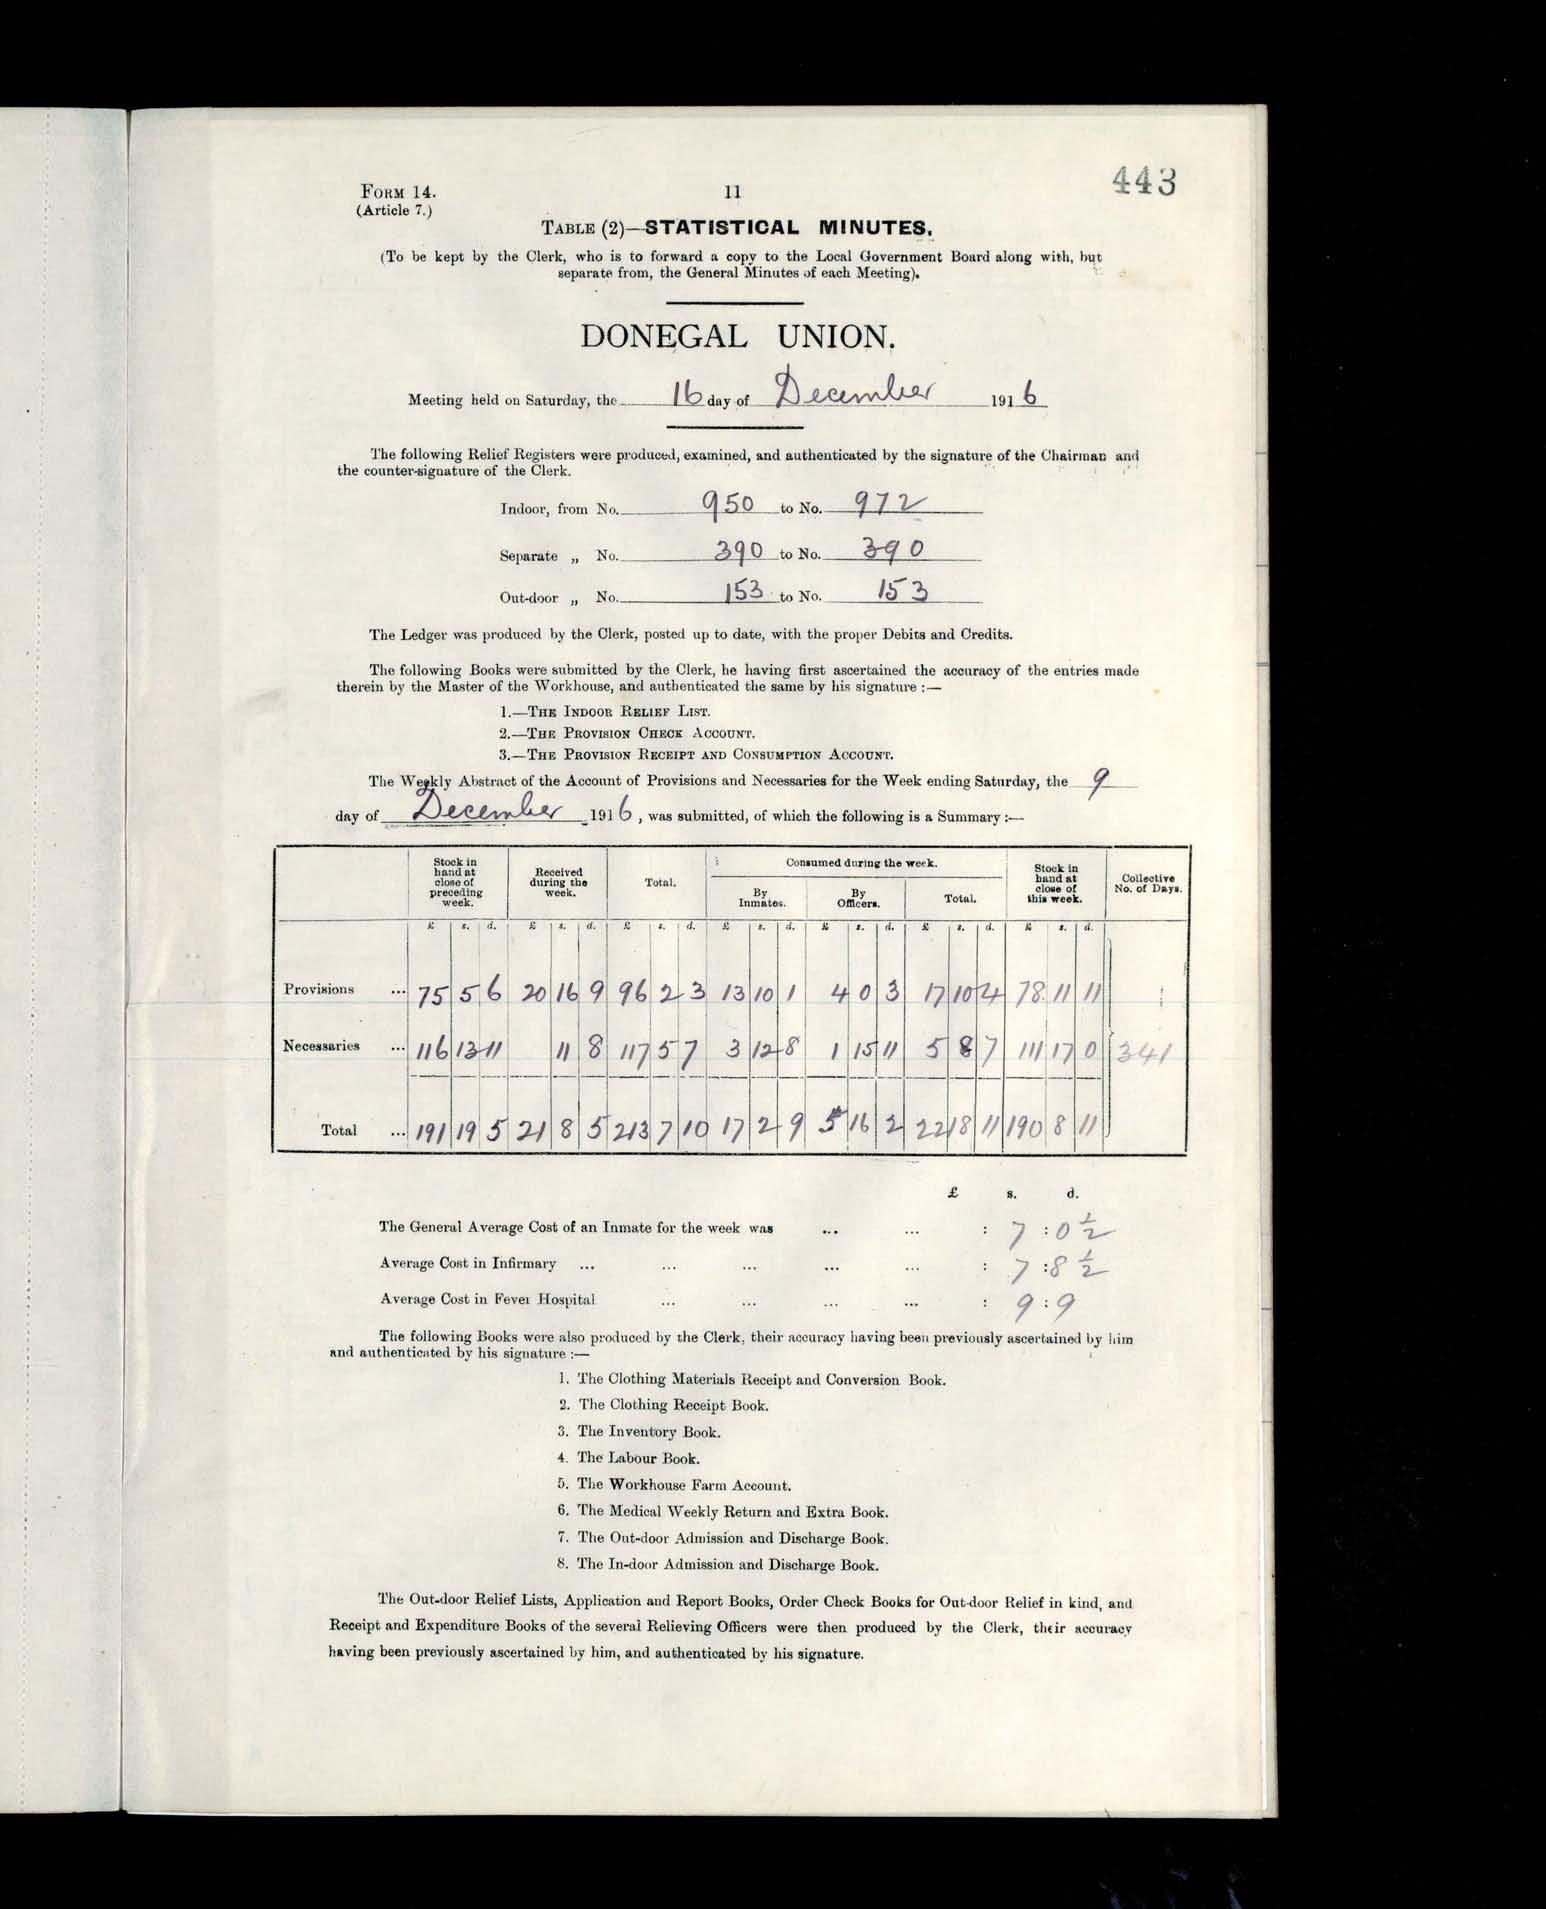 443
FORM 14.
11
(Article 7.)
TABLE (2)—STATISTICAL MINUTES.
(To be kept by the Clerk, who is to forward a copy to the Local Government Board along with, but
separate from, the General Minutes of each Meeting).
DONEGAL UNION.
Meeting held on Saturday, the 16 day of December 1916
The following Relief Registers were produced, examined, and authenticated by the signature of the Chairman and
the counter-signature of the Clerk.
Indoor, from No. 950 to No. 972
Separate „ No. 390 to No. 390
Out-door „ No. 153 to No. 153
The Ledger was produced by the Clerk, posted up to date, with the proper Debits and Credits.
The following Books were submitted by the Clerk, he having first ascertained the accuracy of the entries made
therein by the Master of the Workhouse, and authenticated the same by his signature :—
1.—THE INDOOR RELIEF LIST.
2.—THE PROVISION CHECK ACCOUNT.
3.—THE PROVISION RECEIPT AND CONSUMPTION ACCOUNT.
The Weekly Abstract of the Account of Provisions and Necessaries for the Week ending Saturday, the 9
day of December 1916, was submitted, of which the following is a Summary :—
Stock in hand at close of preceding week. Received during the week. Total. Consumed during the week. Stock in hand at close of this week. Collective No. of Days.
By Inmates. By Officers. Total.
£ s. d. £ s. d. £ s. d. £ s. d. £ s. d. £ s. d. £ s. d.
Provisions ... 75 5 6 20 16 9 96 2 3 13 10 1 4 0 3 17 10 4 78 11 11
Necessaries ... 116 13 11 11 8 117 5 7 3 12 8 1 15 11 5 8 7 111 17 0 341
Total ... 191 19 5 21 8 5 213 7 10 17 2 9 5 16 2 22 18 11 190 8 11
£ s. d.
The General Average Cost of an Inmate for the week was ... ... : 7 : 0 ½
Average Cost in Infirmary ... ... ... ... ... : 7 : 8 ½
Average Cost in Fever Hospital ... ... ... ... : 9 : 9
The following Books were also produced by the Clerk, their accuracy having been previously ascertained by him
and authenticated by his signature :—
1. The Clothing Materials Receipt and Conversion Book.
2. The Clothing Receipt Book.
3. The Inventory Book.
4. The Labour Book.
5. The Workhouse Farm Account.
6. The Medical Weekly Return and Extra Book.
7. The Out-door Admission and Discharge Book.
8. The In-door Admission and Discharge Book.
The Out-door Relief Lists, Application and Report Books, Order Check Books for Out-door Relief in kind, and
Receipt and Expenditure Books of the several Relieving Officers were then produced by the Clerk, their accuracy
having been previously ascertained by him, and authenticated by his signature.